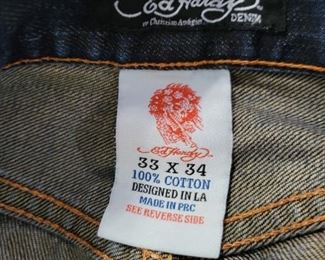 Ed Hardy
BY Christian Audigier
DENIM
Ed Hardy
33 X 34
100% COTTON
DESIGNED IN LA
MADE IN PRC
SEE REVERSE SIDE